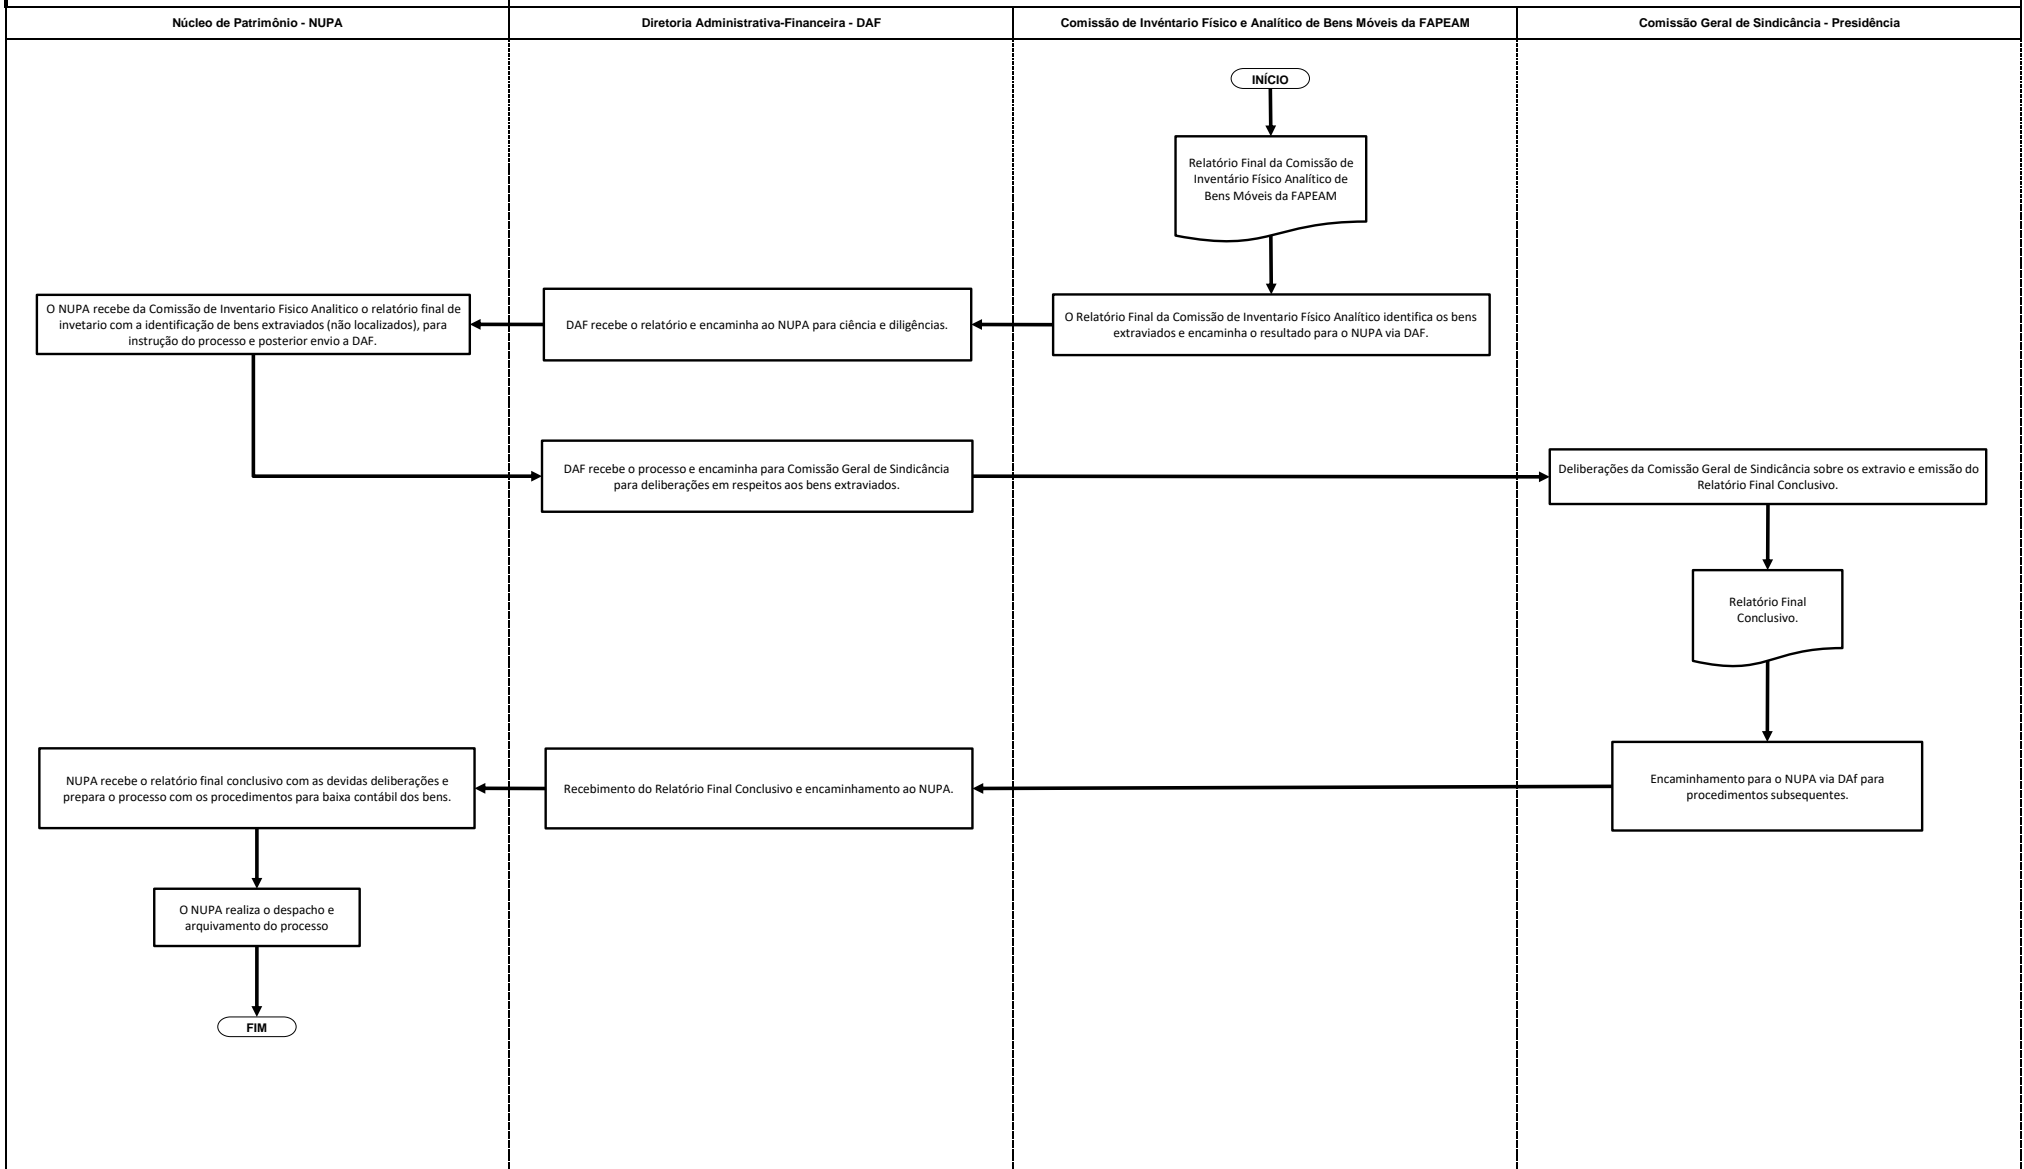 Núcleo de Patrimônio - NUPA
Diretoria Administrativa-Financeira - DAF
Comissão de Invéntario Físico e Analítico de Bens Móveis da FAPEAM
Comissão Geral de Sindicância - Presidência
INÍCIO
Relatório Final da Comissão de
Inventário Físico Analítico de
Bens Móveis da FAPEAM
O Relatório Final da Comissão de Inventario Físico Analítico identifica os bens
extraviados e encaminha o resultado para o NUPA via DAF.
DAF recebe o relatório e encaminha ao NUPA para ciência e diligências.
O NUPA recebe da Comissão de Inventario Fisico Analitico o relatório final de
invetario com a identificação de bens extraviados (não localizados), para
instrução do processo e posterior envio a DAF.
DAF recebe o processo e encaminha para Comissão Geral de Sindicância
para deliberações em respeitos aos bens extraviados.
Deliberações da Comissão Geral de Sindicância sobre os extravio e emissão do
Relatório Final Conclusivo.
Relatório Final
Conclusivo.
Encaminhamento para o NUPA via DAf para
procedimentos subsequentes.
Recebimento do Relatório Final Conclusivo e encaminhamento ao NUPA.
NUPA recebe o relatório final conclusivo com as devidas deliberações e
prepara o processo com os procedimentos para baixa contábil dos bens.
O NUPA realiza o despacho e
arquivamento do processo
FIM